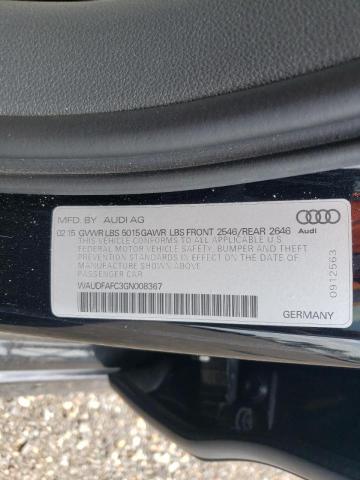 MFD. BY AUDI AG
02.15 GVWR LBS 5015 GAWR LBS FRONT 2546/REAR 2646
THIS VEHICLE CONFORMS TO ALL APPLICABLE U.S.
FEDERAL MOTOR VEHICLE SAFETY, BUMPER AND THEFT
PREVENTION STANDARDS IN EFFECT ON THE DATE OF
MANUFACTURE SHOWN ABOVE.
PASSENGER CAR
WAUDFAFC3GN008367
Audi
0912563
GERMANY